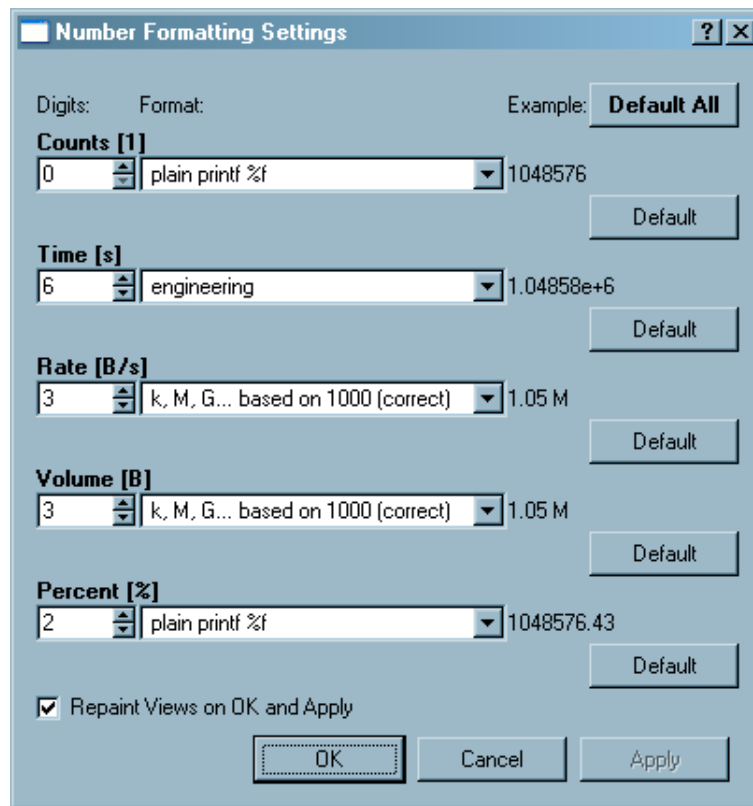 Number Formatting Settings
Digits: Format: Example: Default All
Counts [1]
0 plain printf %f 1048576
Default
Time [s]
6 engineering 1.04858e+6
Default
Rate [B/s]
3 k, M, G... based on 1000 (correct) 1.05 M
Default
Volume [B]
3 k, M, G... based on 1000 (correct) 1.05 M
Default
Percent [%]
2 plain printf %f 1048576.43
Default
Repaint Views on OK and Apply
OK Cancel Apply